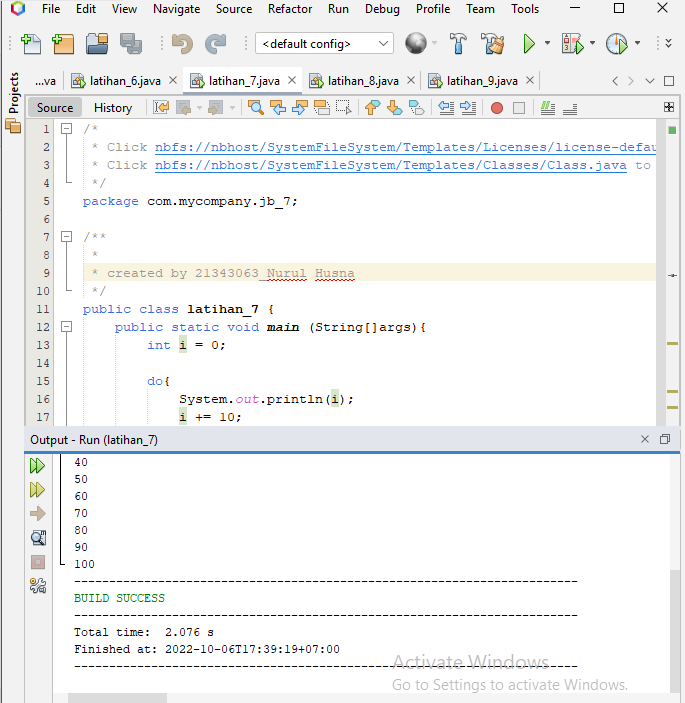 File Edit View Navigate Source Refactor Run Debug Profile Team Tools
<default config>
Projects
...va latihan_6.java latihan_7.java latihan_8.java latihan_9.java
Source History
1 /*
2 * Click nbfs://nbhost/SystemFileSystem/Templates/Licenses/license-defau
3 * Click nbfs://nbhost/SystemFileSystem/Templates/Classes/Class.java to
4 */
5 package com.mycompany.jb_7;
6
7 /**
8 *
9 * created by 21343063_Nurul Husna
10 */
11 public class latihan_7 {
12 public static void main (String[]args){
13 int i = 0;
14
15 do{
16 System.out.println(i);
17 i += 10;
Output - Run (latihan_7)
40
50
60
70
80
90
100
------------------------------------------------------------------------
BUILD SUCCESS
------------------------------------------------------------------------
Total time: 2.076 s
Finished at: 2022-10-06T17:39:19+07:00
------------------------------------------------------------------------
Activate Windows
Go to Settings to activate Windows.